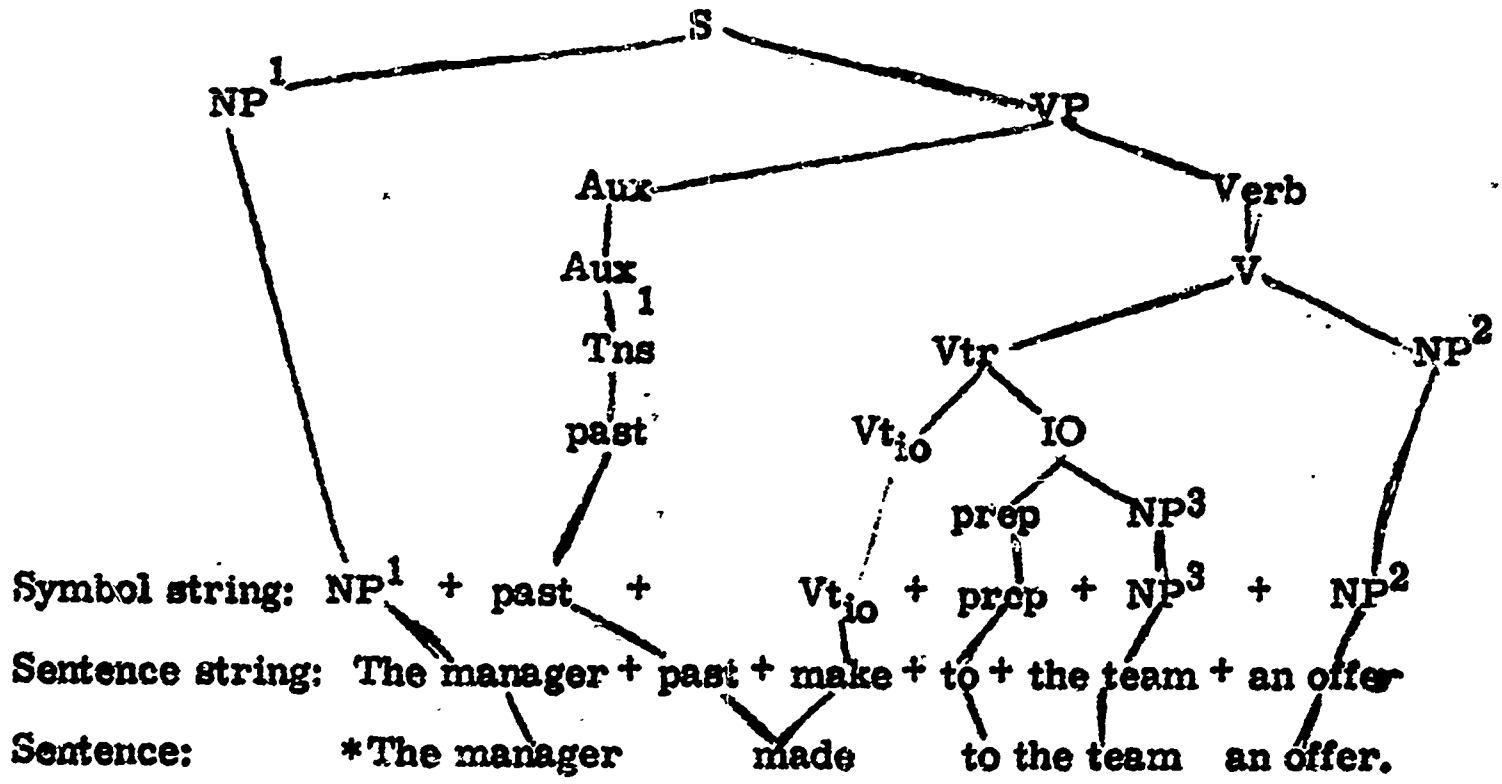 S
NP¹ VP
Aux Verb
Aux₁ V
Tns Vtr NP²
past Vt_io IO
prep NP³
Symbol string: NP¹ + past + Vt_io + prep + NP³ + NP²
Sentence string: The manager + past + make + to + the team + an offer
Sentence: *The manager made to the team an offer.